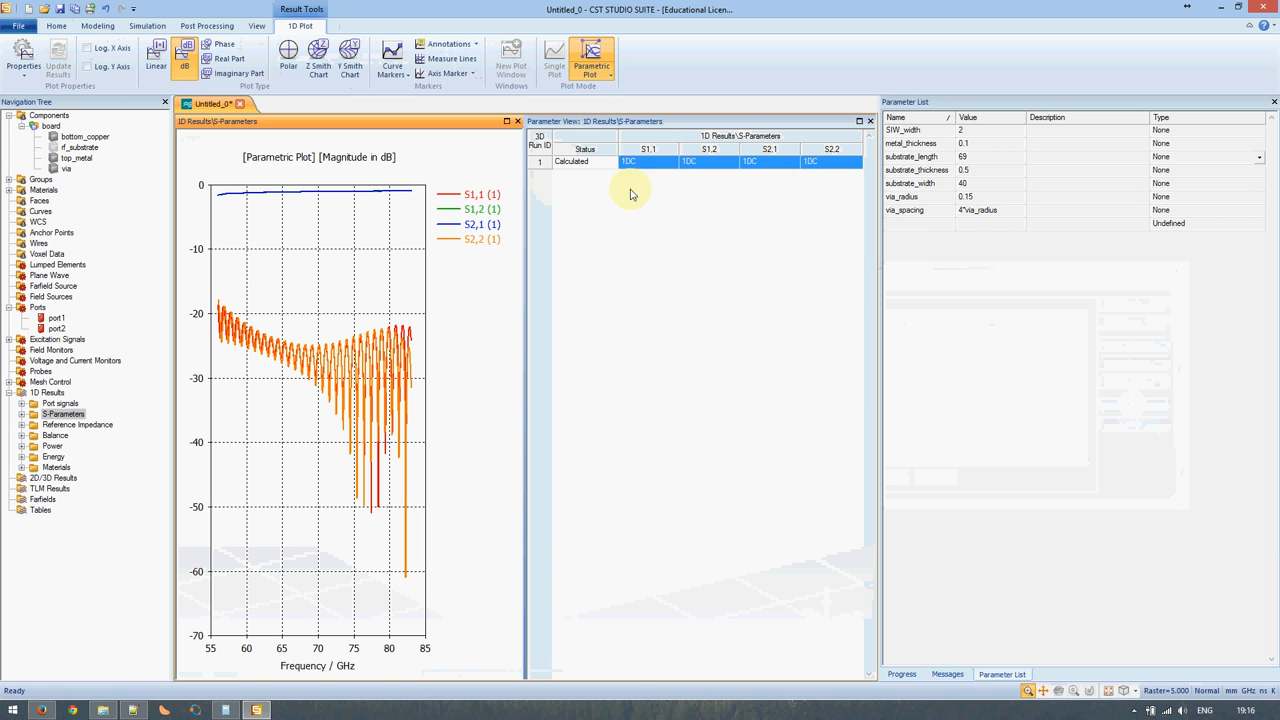 Untitled_0 - CST STUDIO SUITE - [Educational Licen...
Result Tools
File Home Modeling Simulation Post Processing View 1D Plot
Properties
Update Results
Log. X Axis
Log. Y Axis
Plot Properties
Linear
dB
Phase
Real Part
Imaginary Part
Plot Type
Polar
Z Smith Chart
Y Smith Chart
Curve Markers
Annotations
Measure Lines
Axis Marker
Markers
New Plot Window
Windows
Single Plot
Parametric Plot
Plot Mode
Navigation Tree
Components
board
bottom_copper
rf_substrate
top_metal
via
Groups
Materials
Faces
Curves
WCS
Anchor Points
Wires
Voxel Data
Lumped Elements
Plane Wave
Farfield Source
Field Sources
Ports
port1
port2
Excitation Signals
Field Monitors
Voltage and Current Monitors
Probes
Mesh Control
1D Results
Port signals
S-Parameters
Reference Impedance
Balance
Power
Energy
Materials
2D/3D Results
TLM Results
Farfields
Tables
Untitled_0*
1D Results\S-Parameters
[Parametric Plot] [Magnitude in dB]
0
-10
-20
-30
-40
-50
-60
-70
55 60 65 70 75 80 85
Frequency / GHz
S1,1 (1)
S1,2 (1)
S2,1 (1)
S2,2 (1)
Parameter View: 1D Results\S-Parameters
3D Run ID
1D Results\S-Parameters
Status S1,1 S1,2 S2,1 S2,2
1 Calculated 1DC 1DC 1DC 1DC
Parameter List
Name Value Description Type
SIW_width 2 None
metal_thickness 0.1 None
substrate_length 69 None
substrate_thickness 0.5 None
substrate_width 40 None
via_radius 0.15 None
via_spacing 4*via_radius None
Undefined
Progress Messages Parameter List
Ready
Raster=5.000 Normal mm GHz ns K
ENG 19:16